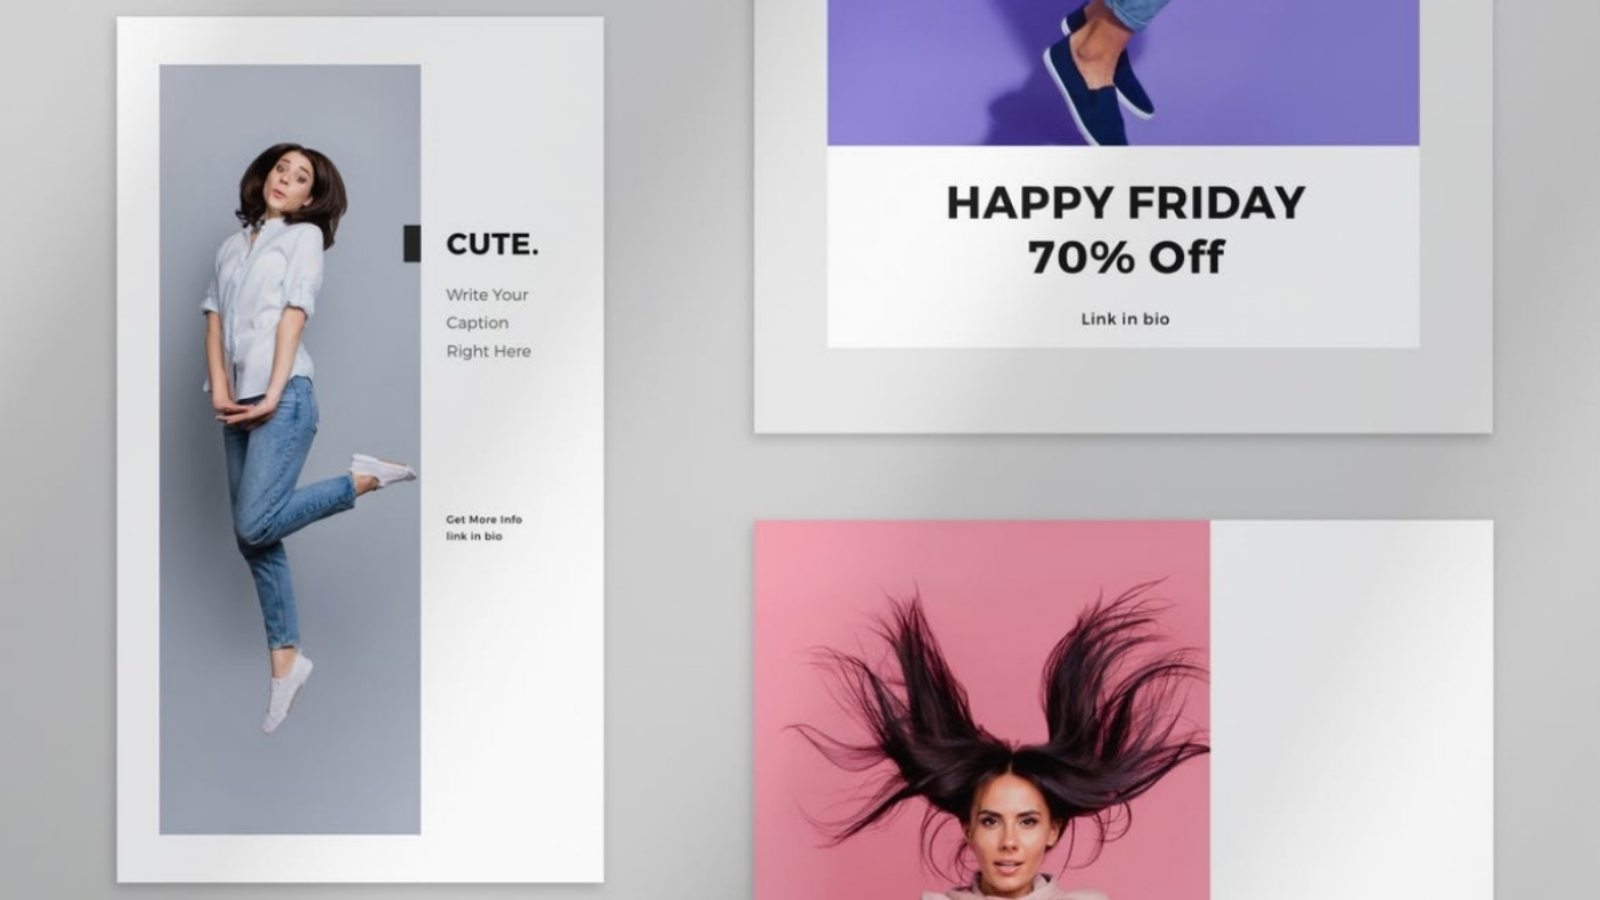 CUTE.
Write Your
Caption
Right Here
Get More Info
link in bio
HAPPY FRIDAY
70% Off
Link in bio